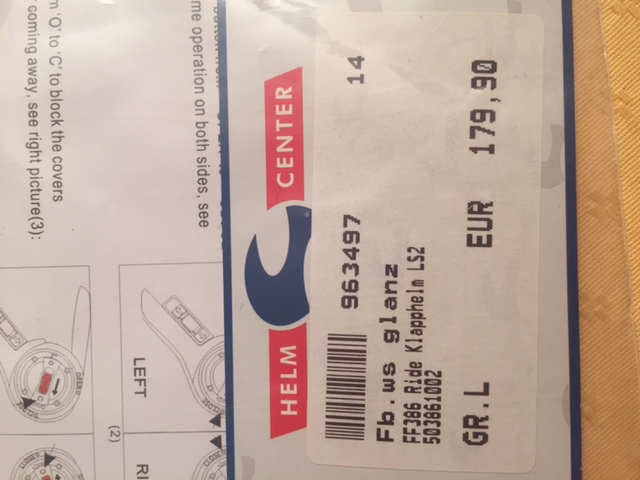 m 'O' to 'C' to block the covers
coming away, see right picture(3):
me operation on both sides, see
LEFT
(2)
HELM CENTER
963497 14
Fb.ws glanz
FF386 Ride Klapphelm LS2
503861002
GR.L EUR 179,90